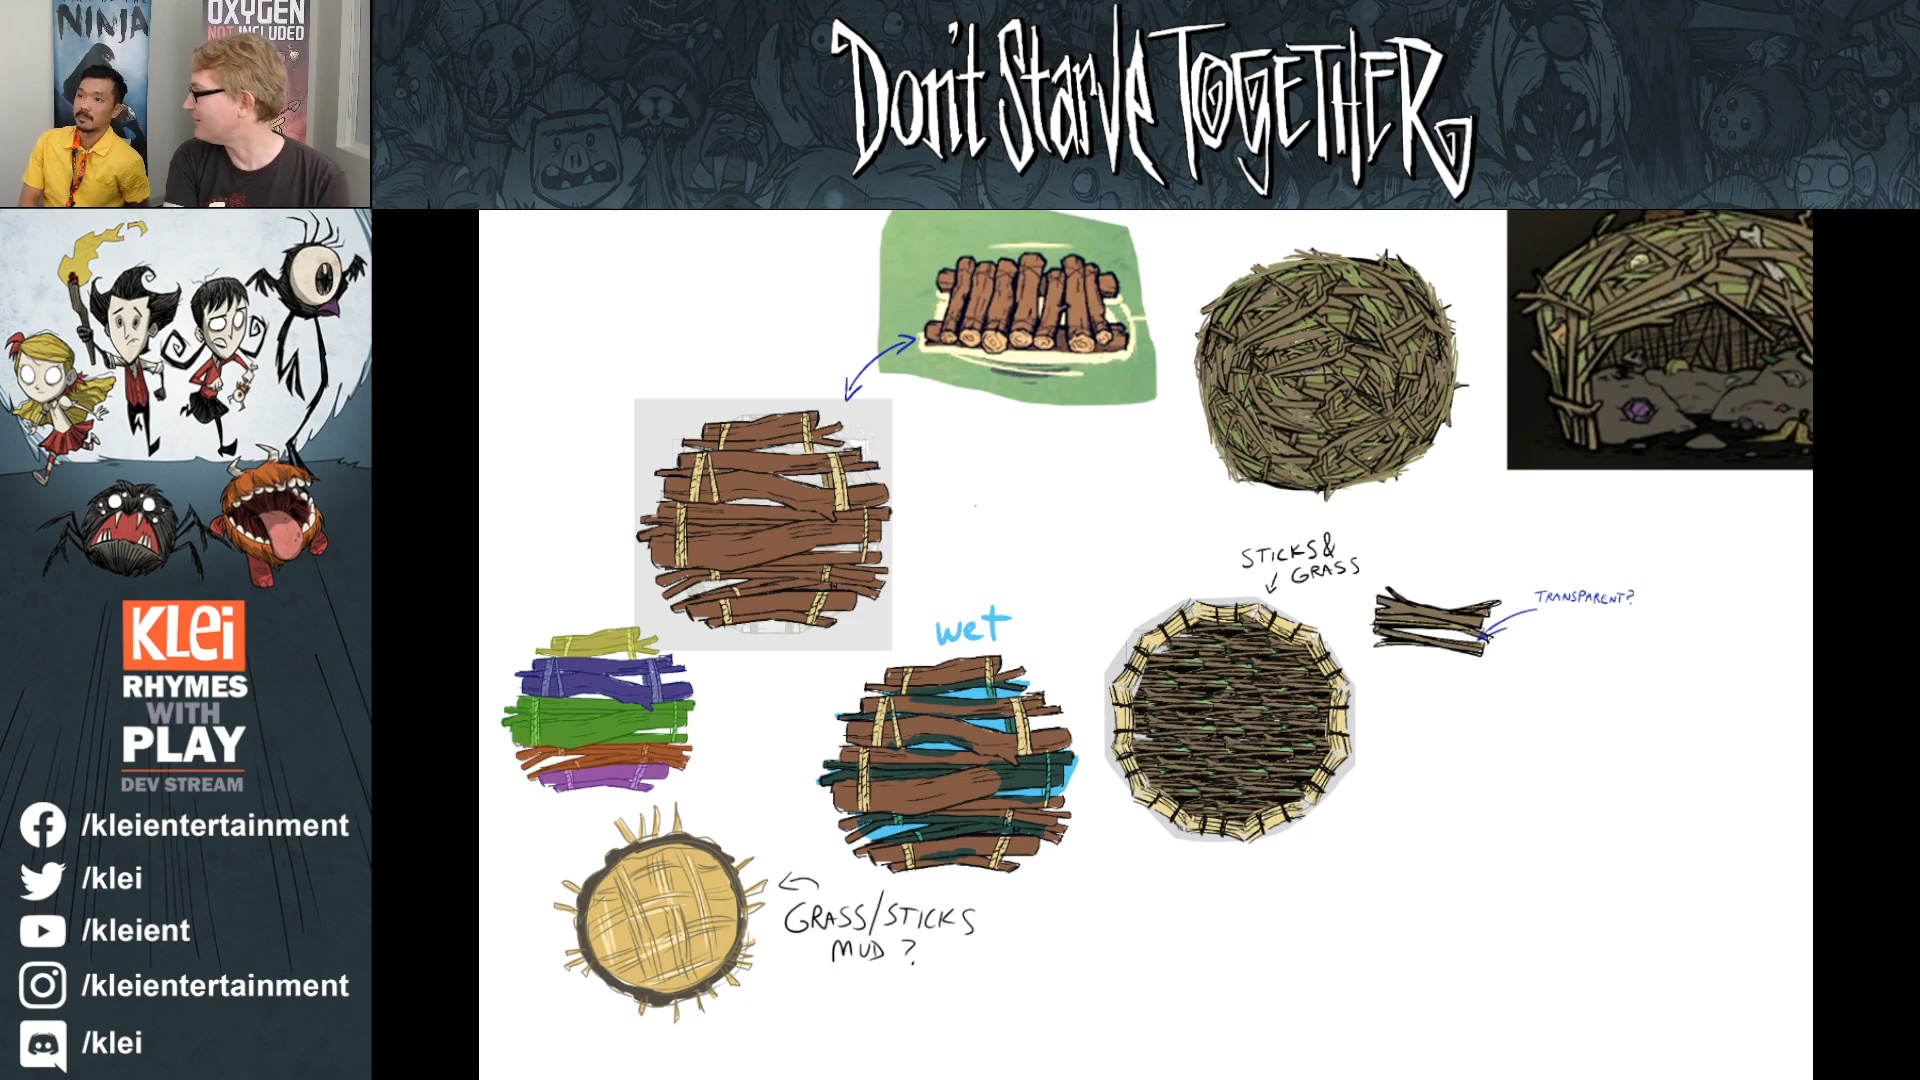 NINJA
OXYGEN
NOT INCLUDED
Don't Starve TOGETHER
KLei
RHYMES
WITH
PLAY
DEV STREAM
/kleientertainment
/klei
/kleient
/kleientertainment
/klei
STICKS &
GRASS
TRANSPARENT?
wet
GRASS/STICKS
MUD ?